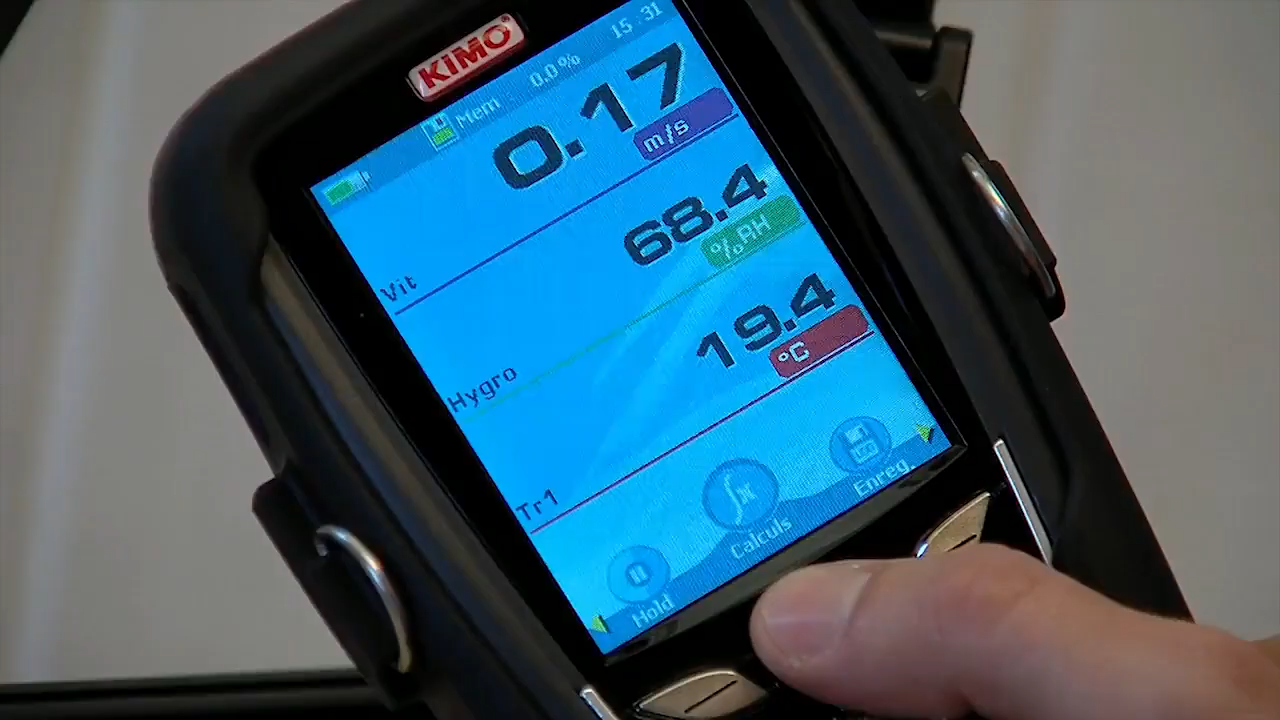 KIMO®
Mem 0.0% 15:31
0.17
m/s
Vit
68.4
%RH
Hygro
19.4
°C
Tr1
Hold Calculs Enreg.